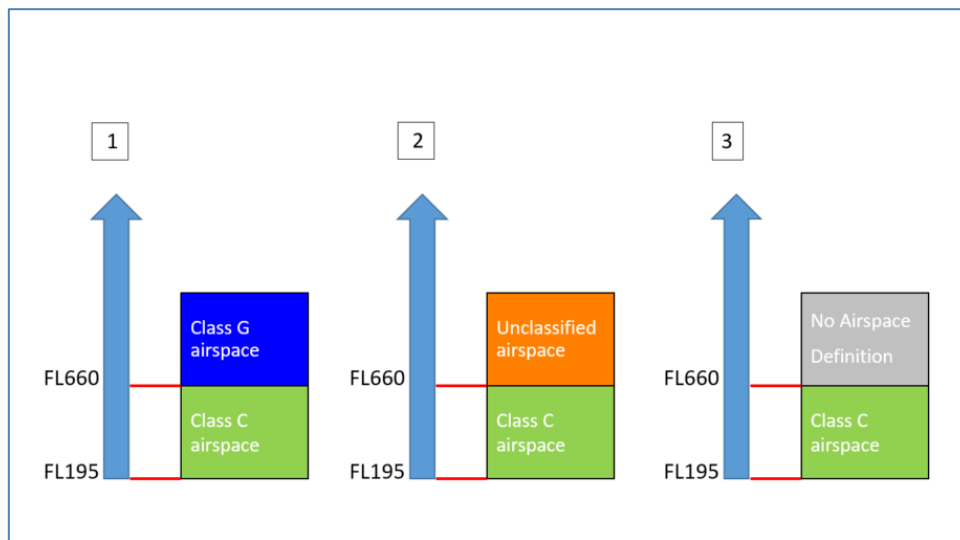 1
2
3
Class G
airspace
Unclassified
airspace
No Airspace
Definition
FL660
FL660
FL660
Class C
airspace
Class C
airspace
Class C
airspace
FL195
FL195
FL195